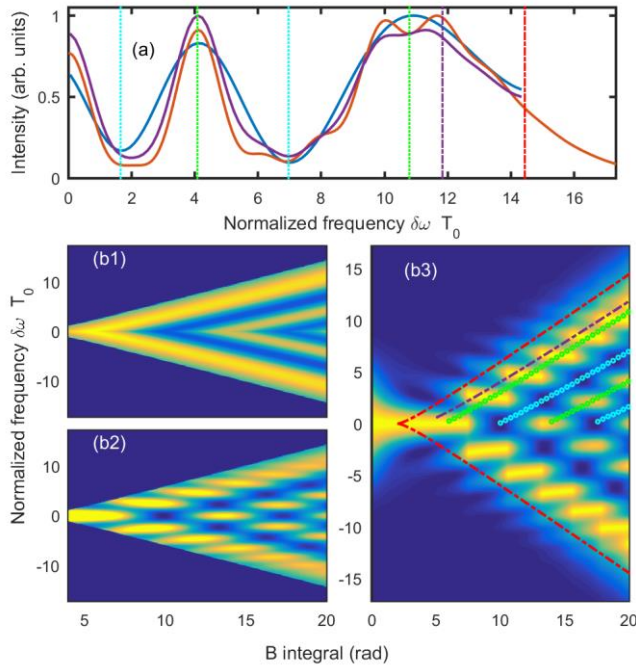 Intensity (arb. units)
1
0.5
0
(a)
0 2 4 6 8 10 12 14 16
Normalized frequency δω T₀
Normalized frequency δω T₀
(b1)
10
0
-10
(b2)
10
0
-10
5 10 15 20
(b3)
15
10
5
0
-5
-10
-15
0 5 10 15 20
B integral (rad)